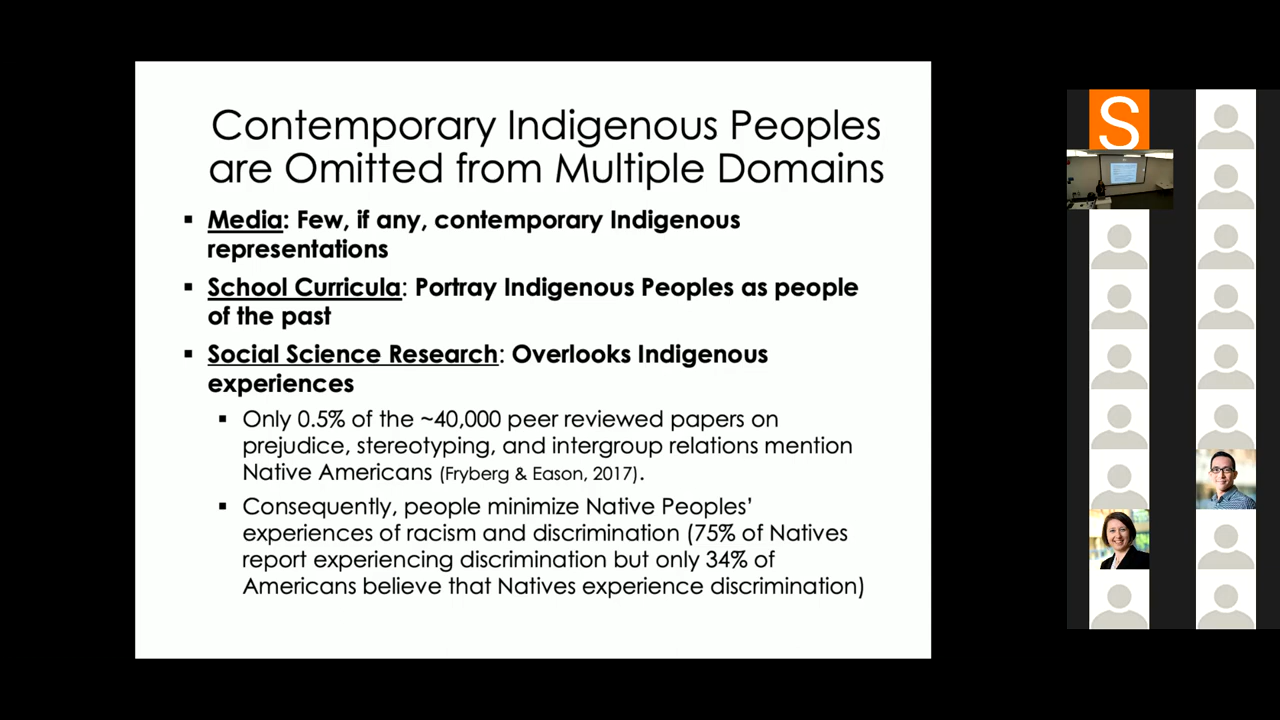 Contemporary Indigenous Peoples
are Omitted from Multiple Domains
▪ Media: Few, if any, contemporary Indigenous
representations
▪ School Curricula: Portray Indigenous Peoples as people
of the past
▪ Social Science Research: Overlooks Indigenous
experiences
▪ Only 0.5% of the ~40,000 peer reviewed papers on
prejudice, stereotyping, and intergroup relations mention
Native Americans (Fryberg & Eason, 2017).
▪ Consequently, people minimize Native Peoples’
experiences of racism and discrimination (75% of Natives
report experiencing discrimination but only 34% of
Americans believe that Natives experience discrimination)
S